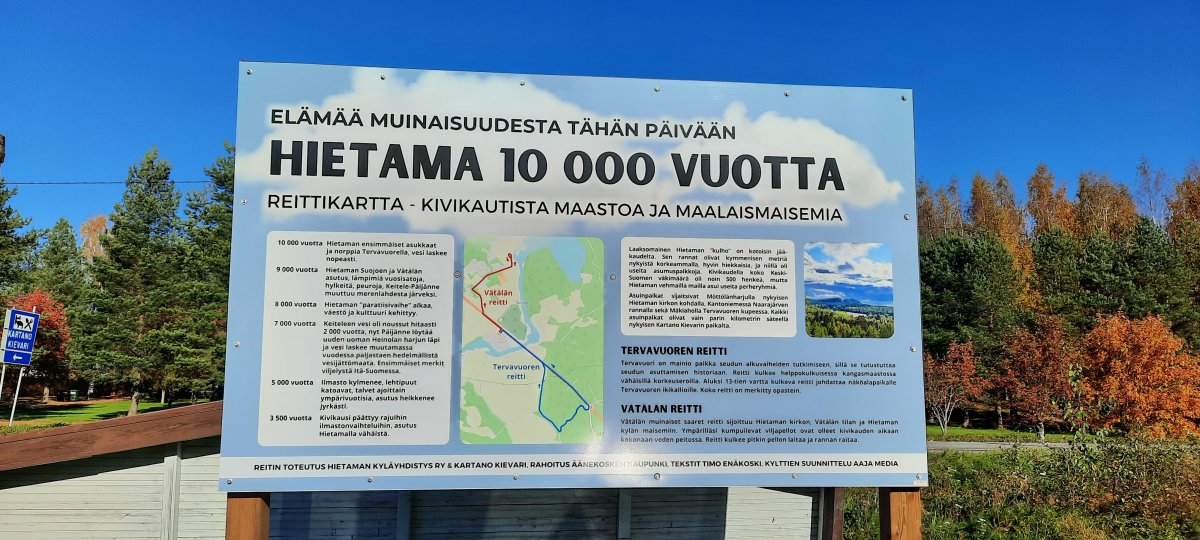 ELÄMÄÄ MUINAISUUDESTA TÄHÄN PÄIVÄÄN
HIETAMA 10 000 VUOTTA
REITTIKARTTA - KIVIKAUTISTA MAASTOA JA MAALAISMAISEMIA
10 000 vuotta Hietaman ensimmäiset asukkaat
ja norppia Tervavuorella, vesi laskee
nopeasti.
9 000 vuotta Hietaman Suojoen ja Vätälän
asutus, lämpimiä vuosisatoja,
hylkeitä, peuroja, Keitele-Päijänne
muuttuu merenlahdesta järveksi.
8 000 vuotta Hietaman "paratiisivaihe" alkaa,
väestö ja kulttuuri kehittyy.
7 000 vuotta Keiteleen vesi oli noussut hitaasti
2 000 vuotta, nyt Päijänne löytää
uuden uoman Heinolan harjun läpi
ja vesi laskee muutamassa
vuodessa paljastaen hedelmällistä
vesijättömaata. Ensimmäiset merkit
viljelystä Itä-Suomessa.
5 000 vuotta Ilmasto kylmenee, lehtipuut
katoavat, talvet ajoittain
ympärivuotisia, asutus heikkenee
jyrkästi.
3 500 vuotta Kivikausi päättyy rajuihin
ilmastonvaihteluihin, asutus
Hietamalla vähäistä.
Vätälän
reitti
Tervavuoren
reitti
Laaksomainen Hietaman "kulho" on kotoisin jää-
kaudelta. Sen rannat olivat kymmenisen metriä
nykyistä korkeammalla, hyvin hiekkaisia, ja niillä oli
useita asumuspaikkoja. Kivikaudella koko Keski-
Suomen väkimäärä oli noin 500 henkeä, mutta
Hietaman vehmailla mailla asui useita perheryhmiä.
Asuinpaikat sijaitsivat Möttölänharjulla nykyisen
Hietaman kirkon kohdalla, Kantoniemessä Naarajärven
rannalla sekä Mäkiaholla Tervavuoren kupeessa. Kaikki
asuinpaikat olivat vain parin kilometrin säteellä
nykyisen Kartano Kievarin paikalta.
TERVAVUOREN REITTI
Tervavuori on mainio paikka seudun alkuvaiheiden tutkimiseen, sillä se tutustuttaa
seudun asuttamisen historiaan. Reitti kulkee helppokulkuisessa kangasmaastossa
vähäisillä korkeuseroilla. Aluksi 13-tien vartta kulkeva reitti johdattaa näköalapaikalle
Tervavuoren ikikallioille. Koko reitti on merkitty opastein.
VÄTÄLÄN REITTI
Vätälän muinaiset saaret reitti sijoittuu Hietaman kirkon, Vätälän tilan ja Hietaman
kylän maisemiin. Ympärilläsi kumpuilevat viljapellot ovat olleet kivikauden aikaan
kokonaan veden peitossa. Reitti kulkee pitkin pellon laitaa ja rannan raitaa.
REITIN TOTEUTUS HIETAMAN KYLÄYHDISTYS RY & KARTANO KIEVARI, RAHOITUS ÄÄNEKOSKEN KAUPUNKI, TEKSTIT TIMO ENÄKOSKI, KYLTTIEN SUUNNITTELU AAJA MEDIA
KARTANO
KIEVARI